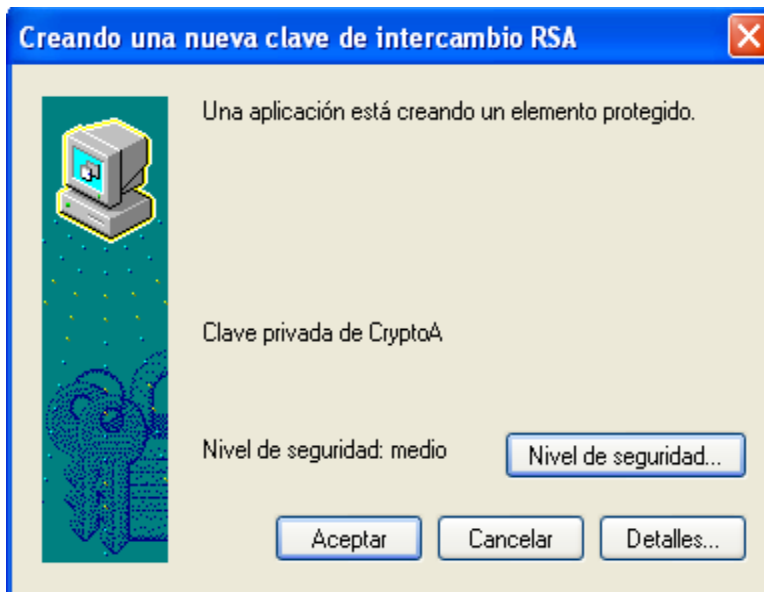 Creando una nueva clave de intercambio RSA
Una aplicación está creando un elemento protegido.
Clave privada de CryptoA
Nivel de seguridad: medio
Nivel de seguridad...
Aceptar
Cancelar
Detalles...